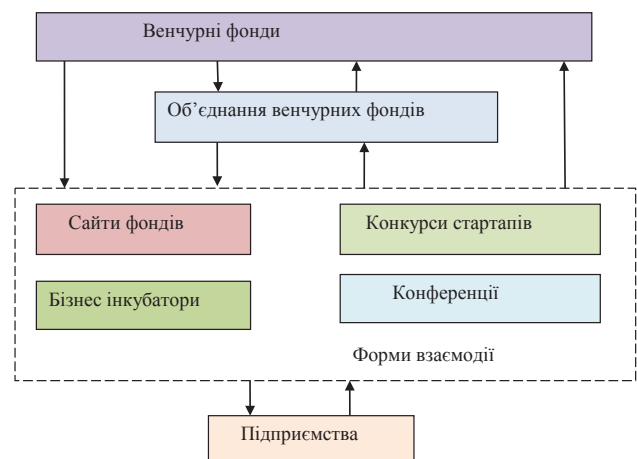 Венчурні фонди
Об’єднання венчурних фондів
Сайти фондів
Конкурси стартапів
Бізнес інкубатори
Конференції
Форми взаємодії
Підприємства